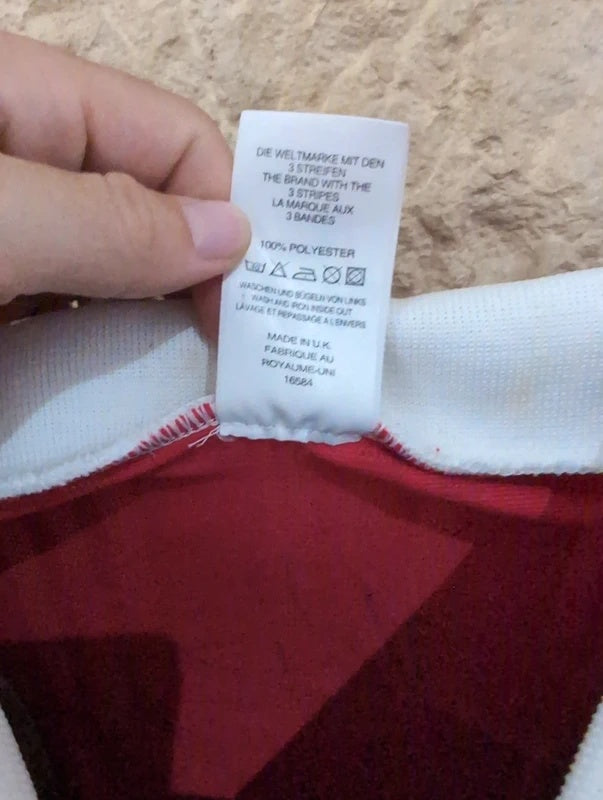 DIE WELTMARKE MIT DEN
3 STREIFEN
THE BRAND WITH THE
3 STRIPES
LA MARQUE AUX
3 BANDES
100% POLYESTER
WASCHEN UND BÜGELN VON LINKS
WASH AND IRON INSIDE OUT
LAVAGE ET REPASSAGE A L'ENVERS
MADE IN U.K.
FABRIQUE AU
ROYAUME-UNI
16584